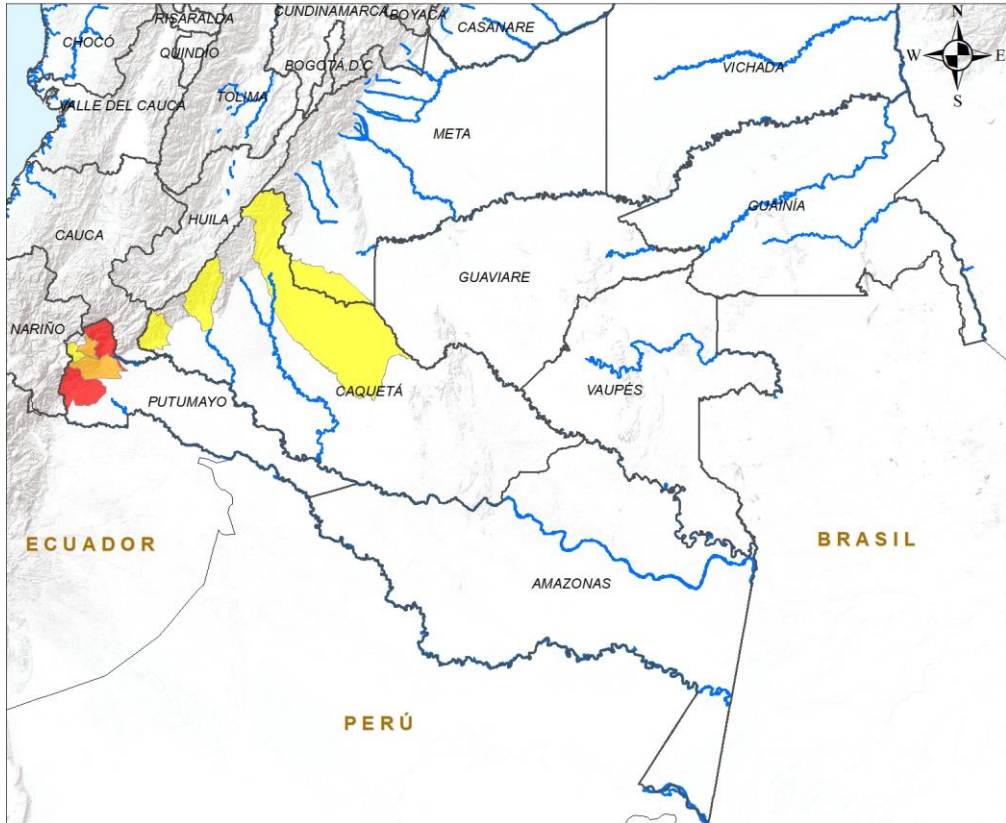 CUNDINAMARCA
BOYACÁ
RISARALDA
CASANARE
CHOCÓ
QUINDÍO
BOGOTÁ D.C
N
W
E
S
VICHADA
TOLIMA
VALLE DEL CAUCA
META
HUILA
GUAINÍA
CAUCA
GUAVIARE
NARIÑO
CAQUETÁ
VAUPÉS
PUTUMAYO
ECUADOR
BRASIL
AMAZONAS
PERÚ